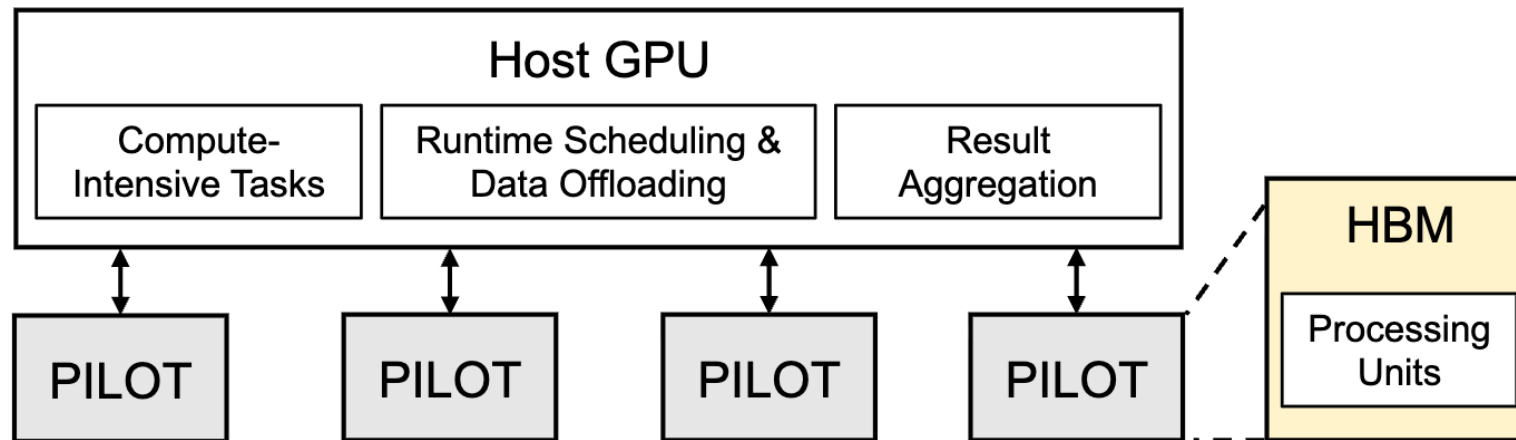 Host GPU
Compute-
Intensive Tasks
Runtime Scheduling &
Data Offloading
Result
Aggregation
HBM
Processing
Units
PILOT
PILOT
PILOT
PILOT